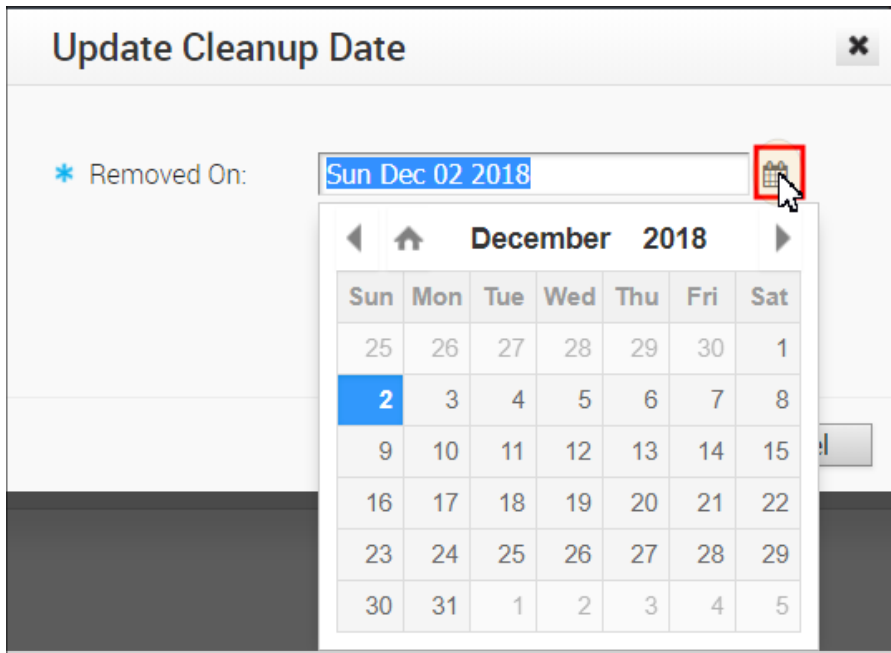 Update Cleanup Date
* Removed On: Sun Dec 02 2018
December 2018
Sun Mon Tue Wed Thu Fri Sat
25 26 27 28 29 30 1
2 3 4 5 6 7 8
9 10 11 12 13 14 15
16 17 18 19 20 21 22
23 24 25 26 27 28 29
30 31 1 2 3 4 5